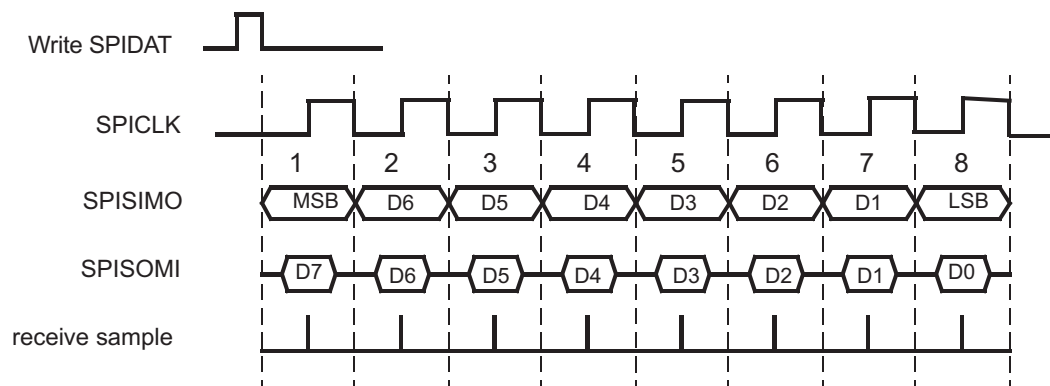 Write SPIDAT
SPICLK
1 2 3 4 5 6 7 8
SPISIMO MSB D6 D5 D4 D3 D2 D1 LSB
SPISOMI D7 D6 D5 D4 D3 D2 D1 D0
receive sample